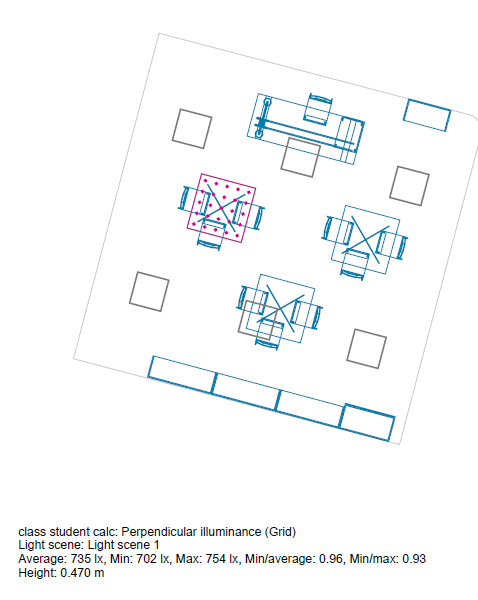 class student calc: Perpendicular illuminance (Grid)
Light scene: Light scene 1
Average: 735 lx, Min: 702 lx, Max: 754 lx, Min/average: 0.96, Min/max: 0.93
Height: 0.470 m